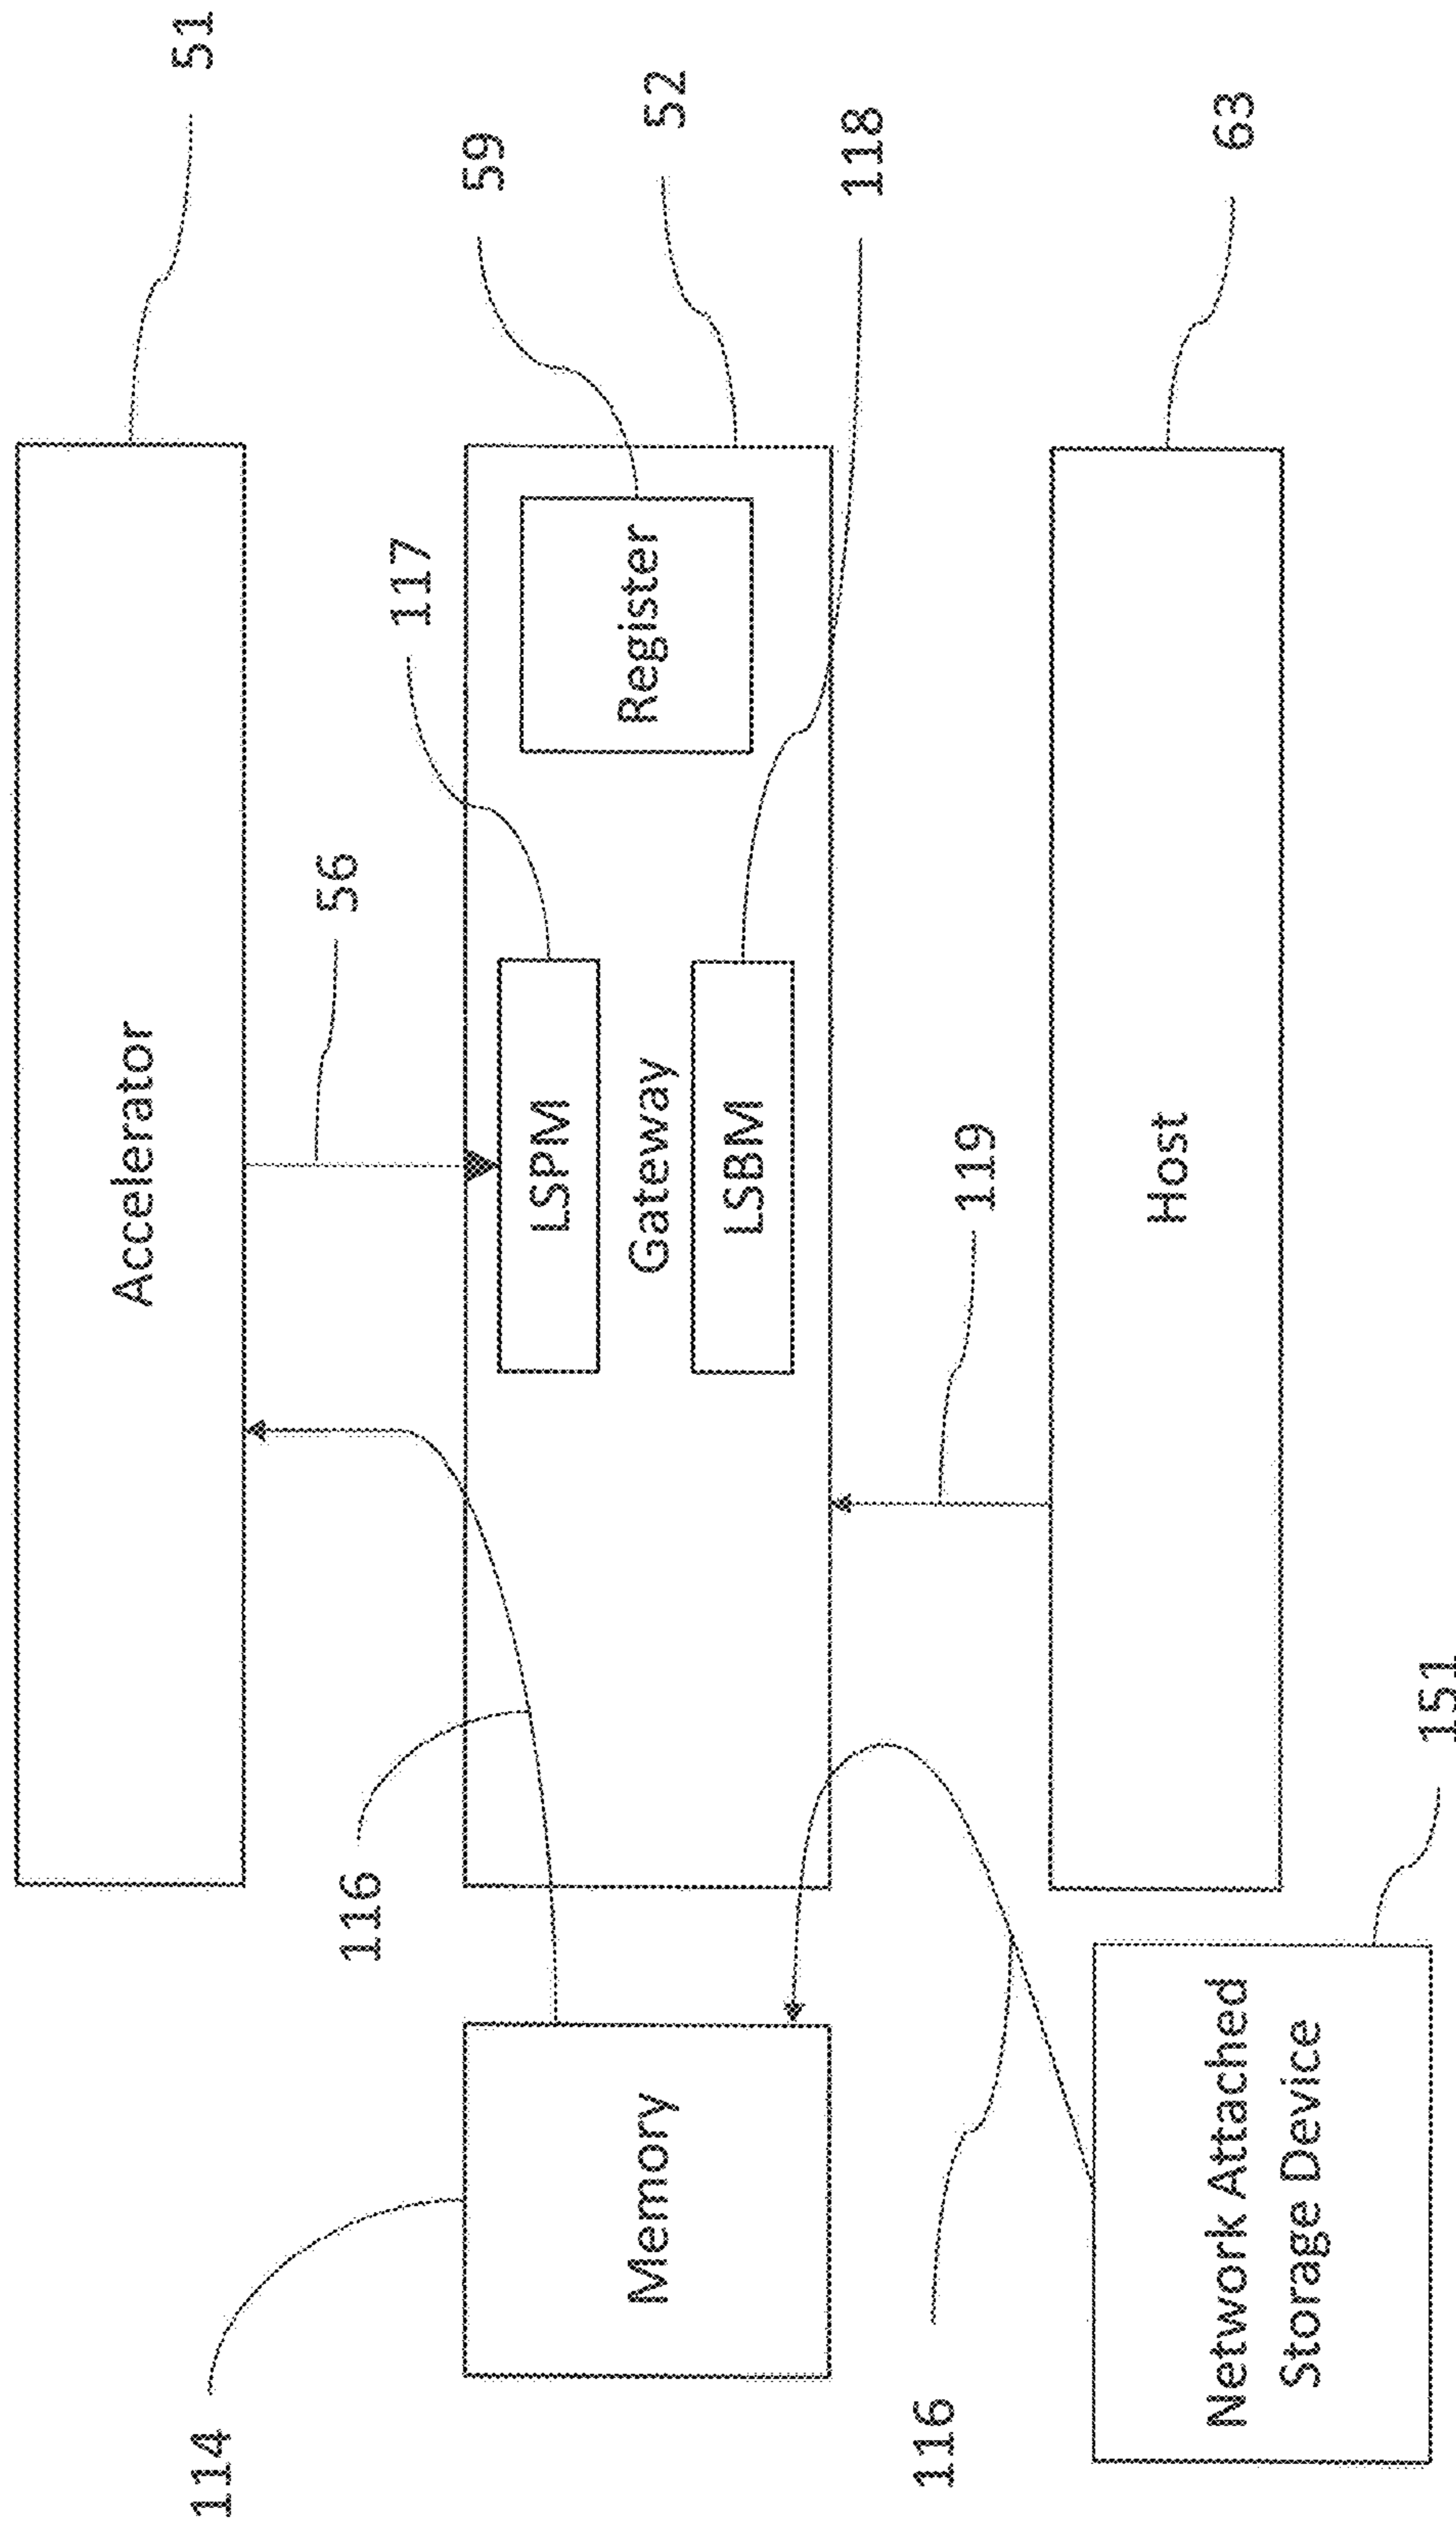 Accelerator
51
114
56
116
117
59
LSPM
Memory
Gateway
Register
52
LSBM
118
116
119
Host
63
Network Attached
Storage Device
151